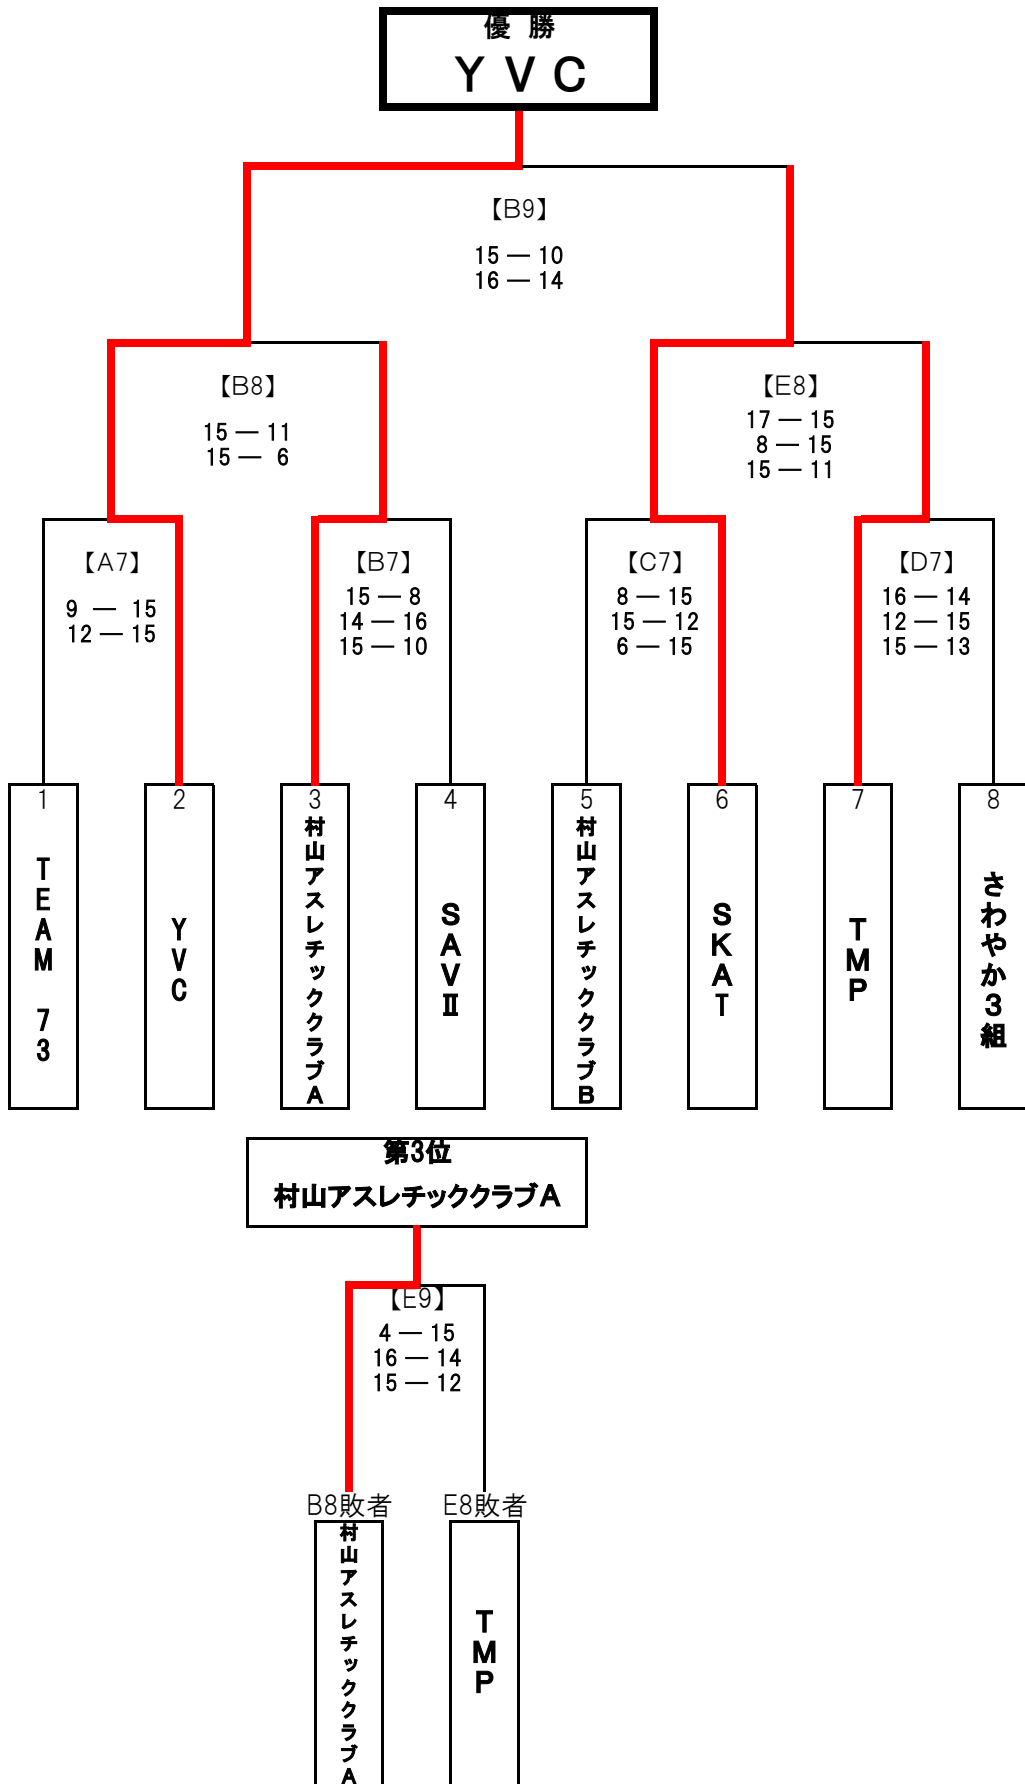 優 勝
ＹＶＣ
【B9】
15 ― 10
16 ― 14
【B8】
15 ― 11
15 ― 6
【E8】
17 ― 15
8 ― 15
15 ― 11
【A7】
9 ― 15
12 ― 15
【B7】
15 ― 8
14 ― 16
15 ― 10
【C7】
8 ― 15
15 ― 12
6 ― 15
【D7】
16 ― 14
12 ― 15
15 ― 13
1
TEAM 73
2
YVC
3
村山アスレチッククラブA
4
SAVⅡ
5
村山アスレチッククラブB
6
SKAT
7
TMP
8
さわやか3組
第3位
村山アスレチッククラブA
【E9】
4 ― 15
16 ― 14
15 ― 12
B8敗者
村山アスレチッククラブA
E8敗者
TMP